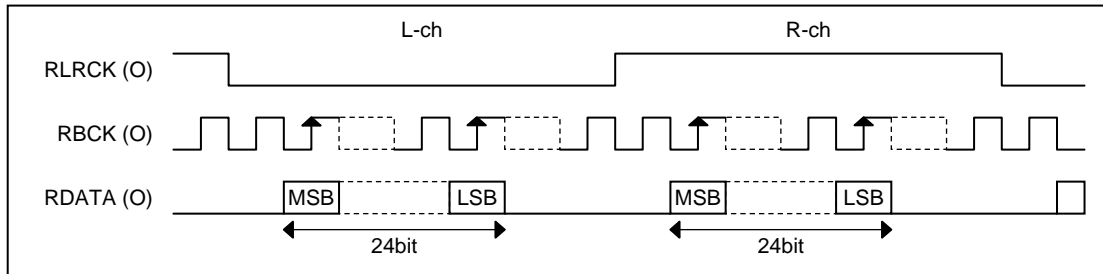 L-ch R-ch
RLRCK (O)
RBCK (O)
RDATA (O) MSB LSB MSB LSB
24bit 24bit